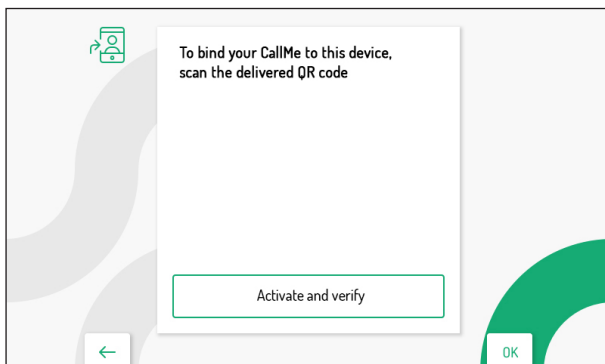 To bind your CallMe to this device,
scan the delivered QR code
Activate and verify
OK